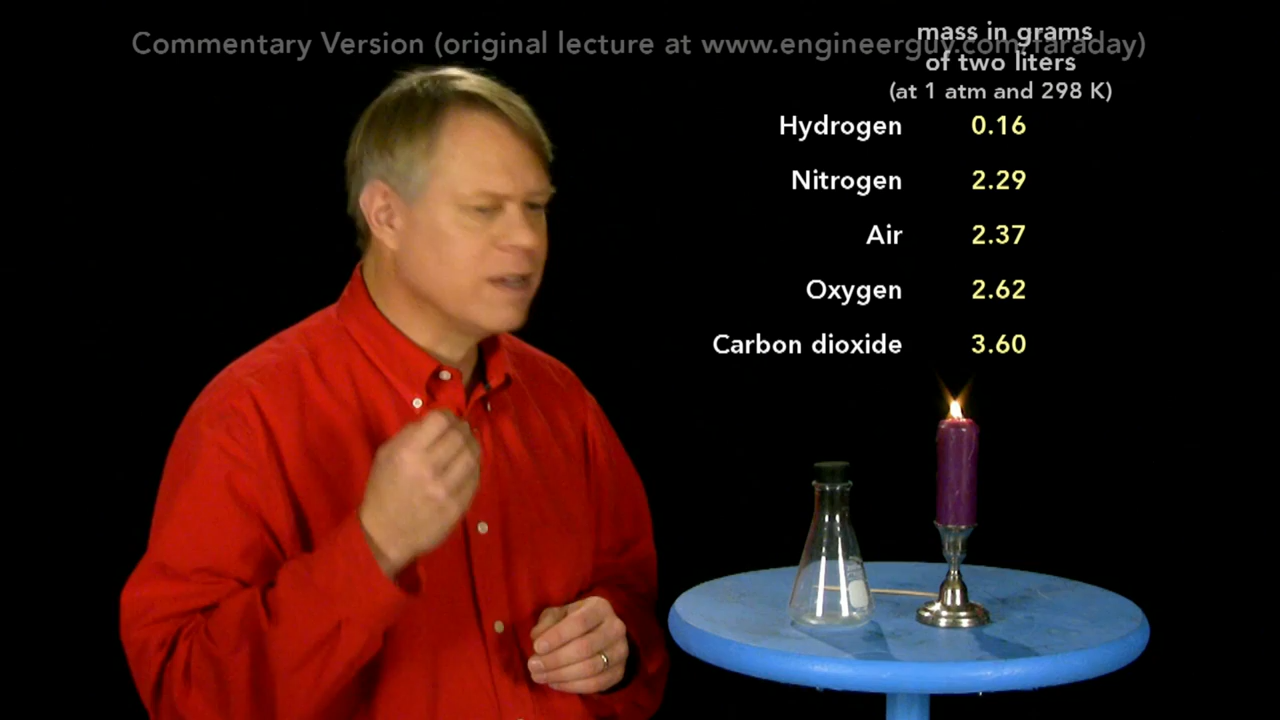 Commentary Version (original lecture at www.engineerguy.com/faraday)
mass in grams
of two liters
(at 1 atm and 298 K)
Hydrogen 0.16
Nitrogen 2.29
Air 2.37
Oxygen 2.62
Carbon dioxide 3.60